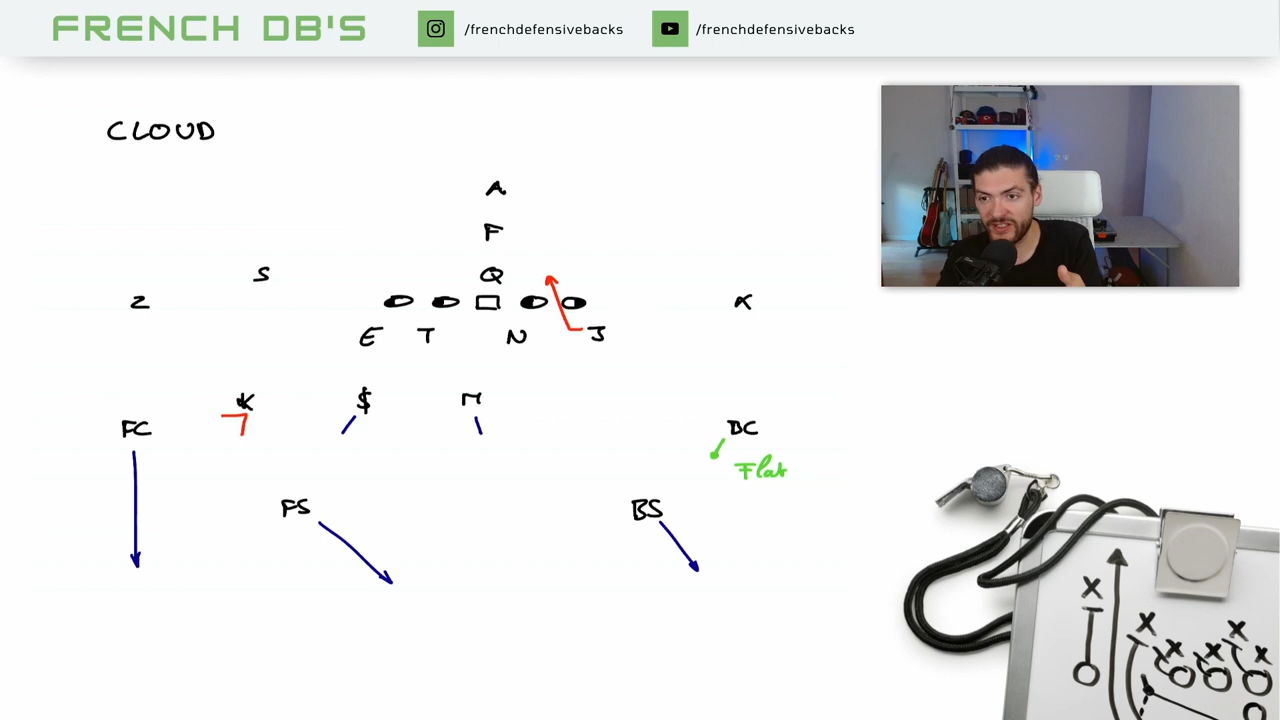 FRENCH DB'S /frenchdefensivebacks /frenchdefensivebacks
CLOUD
A
F
S Q
Z X
E T N J
K $ M
FC BC
Flat
FS BS
X
X X X X X